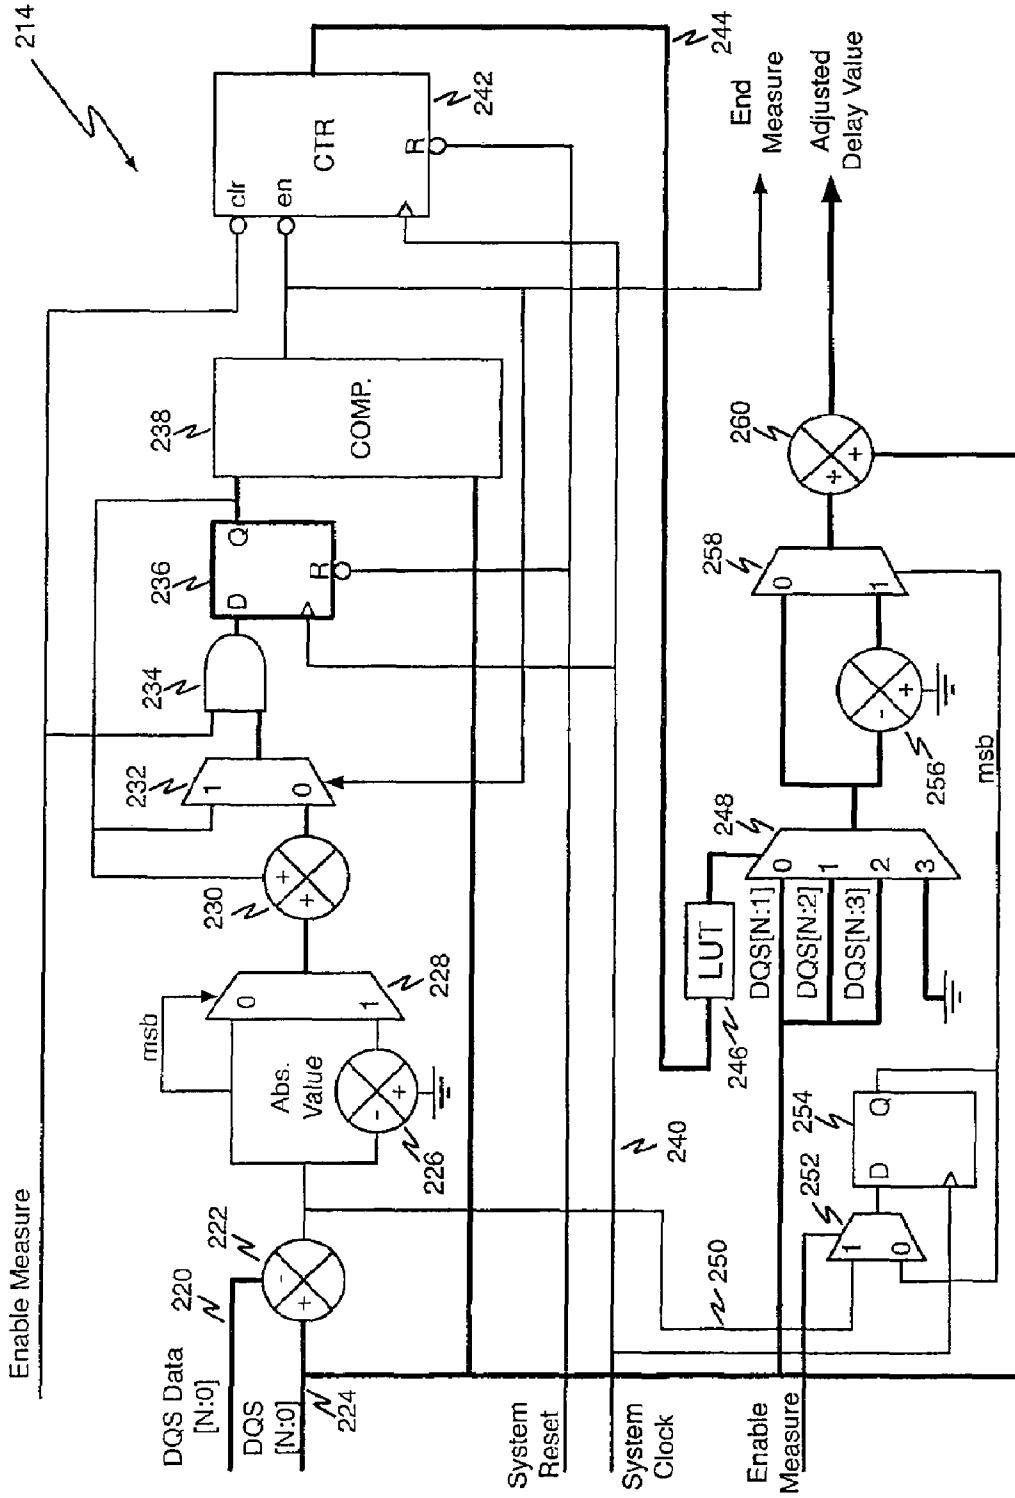 214
Enable Measure
DQS Data
[N:0]
220
DQS
[N:0]
224
222
+
-
msb
Abs.
Value
-
+
226
0
1
228
+
+
230
232
1
0
234
236
D
Q
R
238
COMP.
clr
en
CTR
R
242
244
End
Measure
System
Reset
System
Clock
240
Enable
Measure
250
252
1
0
254
D
Q
LUT
246
DQS[N:1]
DQS[N:2]
DQS[N:3]
0
1
2
3
248
-
+
256
msb
258
0
1
260
+
+
Adjusted
Delay Value